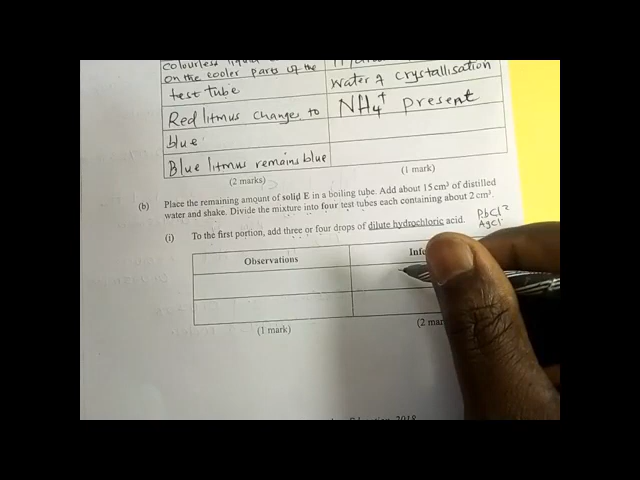 colourless liquid
on the cooler parts of the
test tube
water of crystallisation
Red litmus changes to
blue
NH4+ present
Blue litmus remains blue
(2 marks)
(1 mark)
(b) Place the remaining amount of solid E in a boiling tube. Add about 15 cm3 of distilled
water and shake. Divide the mixture into four test tubes each containing about 2 cm3.
(i) To the first portion, add three or four drops of dilute hydrochloric acid.
PbCl2
AgCl
Observations
(1 mark)
(2
2018